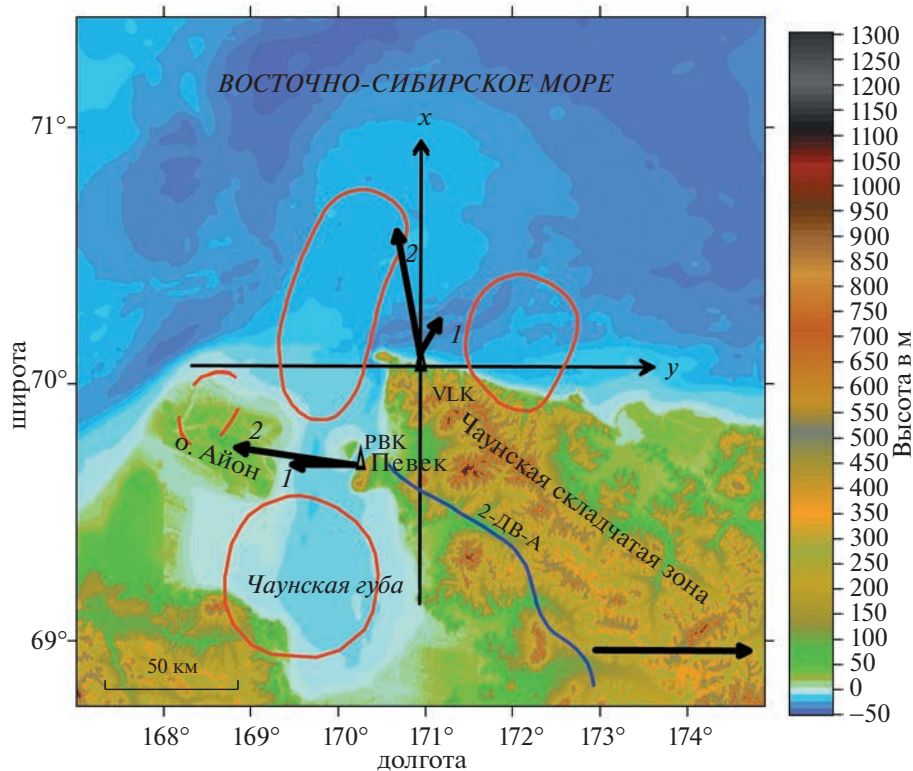 ВОСТОЧНО-СИБИРСКОЕ МОРЕ
x
71°
2
1
70°
y
VLK
2
PBK
Певек
о. Айон
1
Чаунская складчатая зона
2-ДВ-А
Чаунская губа
69°
50 км
168° 169° 170° 171° 172° 173° 174°
долгота
широта
1300
1250
1200
1150
1100
1050
1000
950
900
850
800
750
700
650
600
550
500
450
400
350
300
250
200
150
100
50
0
−50
Высота в м